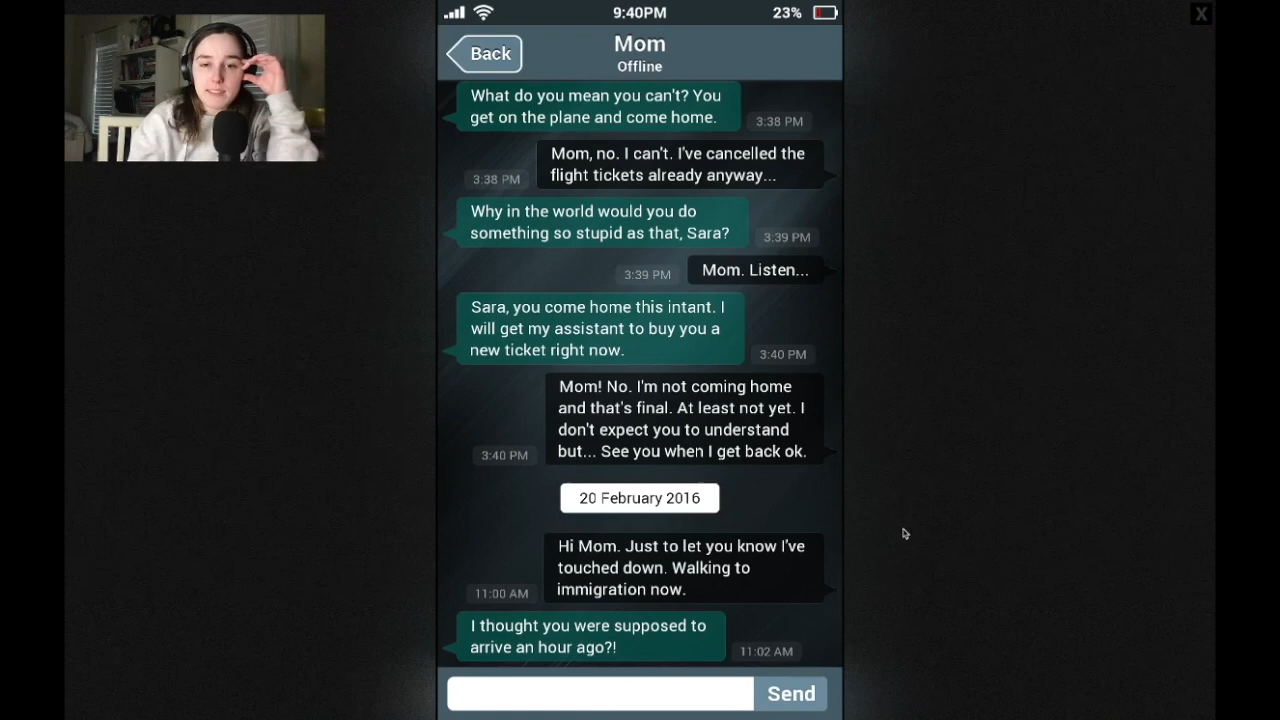 9:40PM
23%
X
Back
Mom
Offline
What do you mean you can't? You
get on the plane and come home.
3:38 PM
Mom, no. I can't. I've cancelled the
flight tickets already anyway...
3:38 PM
Why in the world would you do
something so stupid as that, Sara?
3:39 PM
Mom. Listen...
3:39 PM
Sara, you come home this intant. I
will get my assistant to buy you a
new ticket right now.
3:40 PM
Mom! No. I'm not coming home
and that's final. At least not yet. I
don't expect you to understand
but... See you when I get back ok.
3:40 PM
20 February 2016
Hi Mom. Just to let you know I've
touched down. Walking to
immigration now.
11:00 AM
I thought you were supposed to
arrive an hour ago?!
11:02 AM
Send